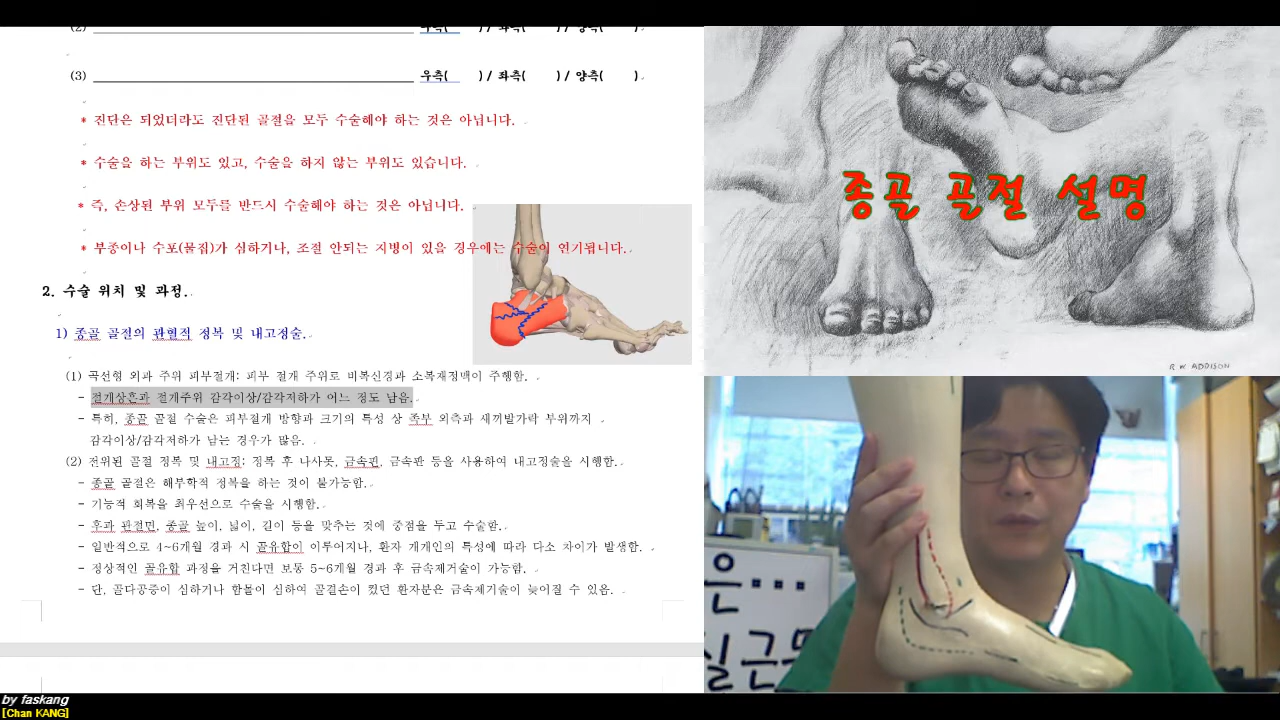 (2) 우측( ) / 좌측( ) / 양측( )
(3) 우측( ) / 좌측( ) / 양측( )
* 진단은 되었더라도 진단된 골절을 모두 수술해야 하는 것은 아닙니다.
* 수술을 하는 부위도 있고, 수술을 하지 않는 부위도 있습니다.
* 즉, 손상된 부위 모두를 반드시 수술해야 하는 것은 아닙니다.
* 부종이나 수포(물집)가 심하거나, 조절 안되는 지병이 있을 경우에는 수술이 연기됩니다.
2. 수술 위치 및 과정.
1) 종골 골절의 관혈적 정복 및 내고정술.
(1) 곡선형 외과 주위 피부절개: 피부 절개 주위로 비복신경과 소복재정맥이 주행함.
- 절개상흔과 절개주위 감각이상/감각저하가 어느 정도 남음.
- 특히, 종골 골절 수술은 피부절개 방향과 크기의 특성 상 족부 외측과 새끼발가락 부위까지
감각이상/감각저하가 남는 경우가 많음.
(2) 전위된 골절 정복 및 내고정: 정복 후 나사못, 금속핀, 금속판 등을 사용하여 내고정술을 시행함.
- 종골 골절은 해부학적 정복을 하는 것이 불가능함.
- 기능적 회복을 최우선으로 수술을 시행함.
- 후과 관절면, 종골 높이, 넓이, 길이 등을 맞추는 것에 중점을 두고 수술함.
- 일반적으로 4~6개월 경과 시 골유합이 이루어지나, 환자 개개인의 특성에 따라 다소 차이가 발생함.
- 정상적인 골유합 과정을 거친다면 보통 5~6개월 경과 후 금속제거술이 가능함.
- 단, 골다공증이 심하거나 함몰이 심하여 골결손이 컸던 환자분은 금속제거술이 늦어질 수 있음.
종골 골절 설명
R W ADDISON
은...
실근무
by faskang
[Chan KANG]